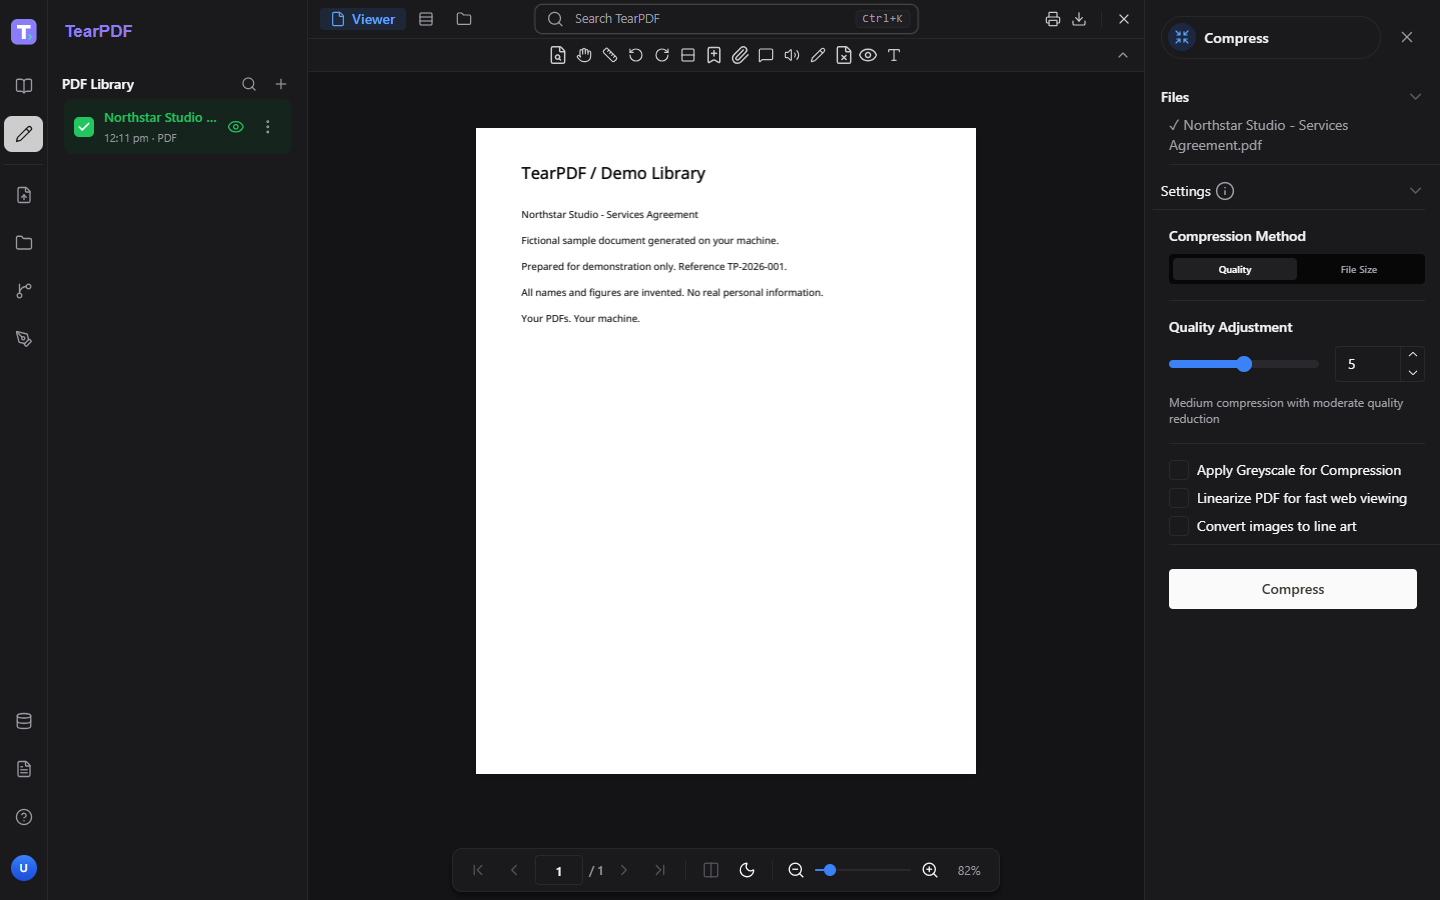 TearPDF
PDF Library
Northstar Studio ...
12:11 pm · PDF
U
Viewer
Search TearPDF
Ctrl+K
TearPDF / Demo Library
Northstar Studio - Services Agreement
Fictional sample document generated on your machine.
Prepared for demonstration only. Reference TP-2026-001.
All names and figures are invented. No real personal information.
Your PDFs. Your machine.
1 / 1
82%
Compress
Files
✓ Northstar Studio - Services
Agreement.pdf
Settings
Compression Method
Quality
File Size
Quality Adjustment
5
Medium compression with moderate quality
reduction
Apply Greyscale for Compression
Linearize PDF for fast web viewing
Convert images to line art
Compress